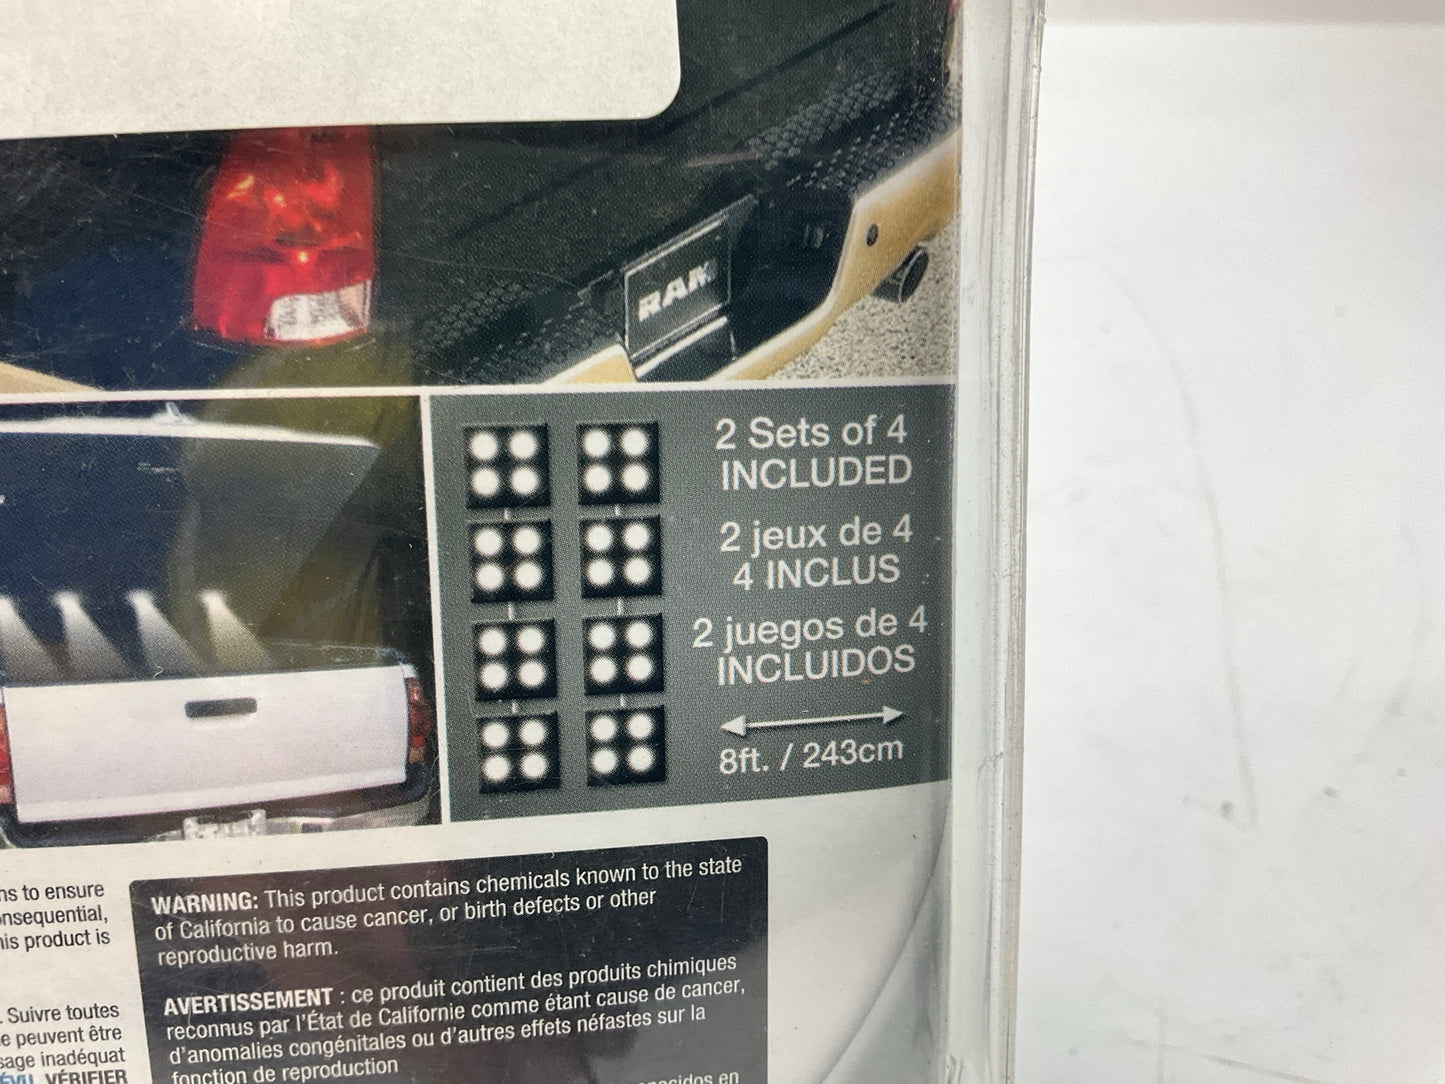 RAM
2 Sets of 4
INCLUDED
2 jeux de 4
4 INCLUS
2 juegos de 4
INCLUIDOS
8ft. / 243cm
to ensure
onsequential,
his product is
. Suivre toutes
e peuvent être
sage inadéquat
VÉRIFIER
WARNING: This product contains chemicals known to the state
of California to cause cancer, or birth defects or other
reproductive harm.
AVERTISSEMENT : ce produit contient des produits chimiques
reconnus par l'État de Californie comme étant cause de cancer,
d'anomalies congénitales ou d'autres effets néfastes sur la
fonction de reproduction
en